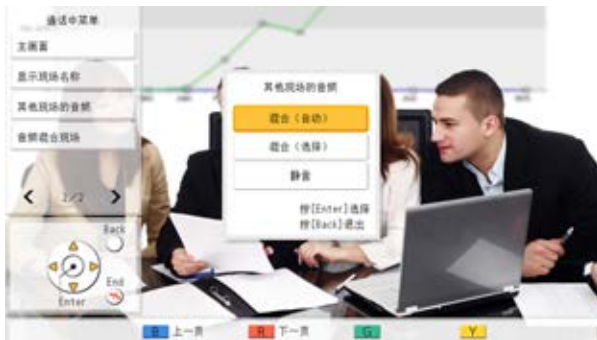 通话中菜单
主画面
显示现场名称
其他现场的音频
音频混合现场
2/2
Back
End
Enter
其他现场的音频
混合（自动）
混合（选择）
静音
按[Enter]选择
按[Back]退出
B 上一页 R 下一页 G Y